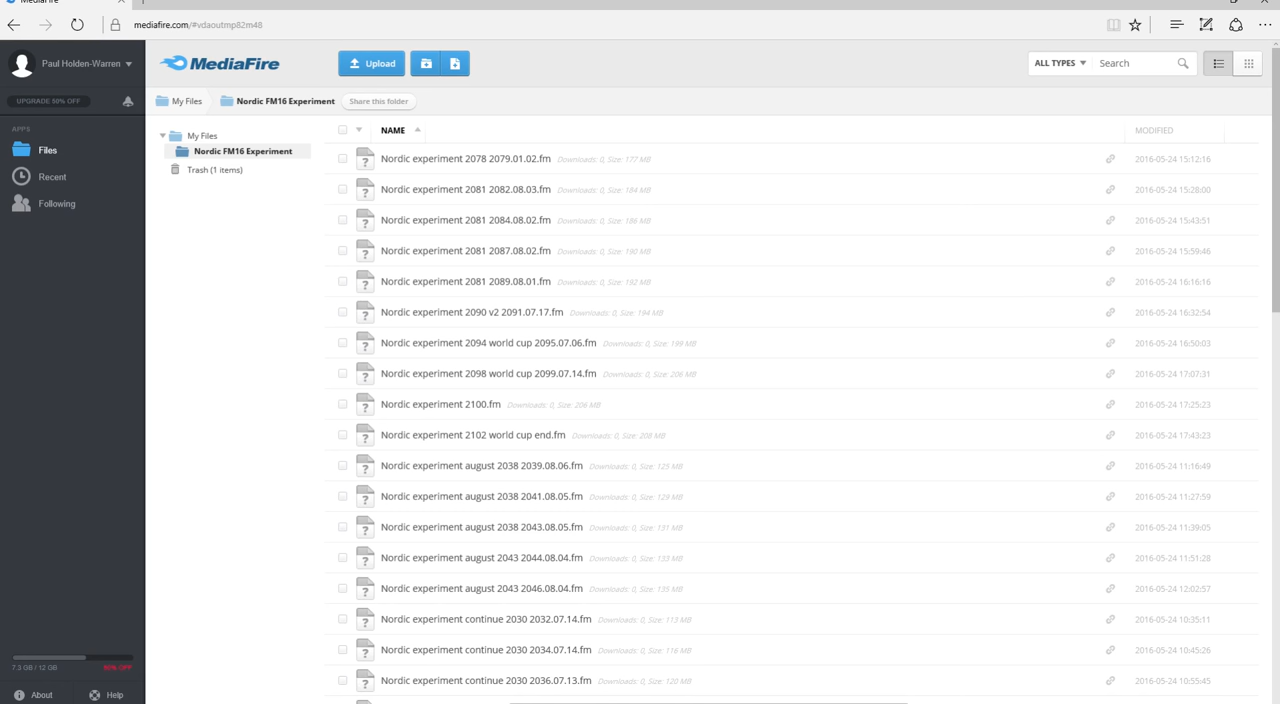 MediaFire
mediafire.com/#vdaoutmp82m48
Paul Holden-Warren
MediaFire
Upload
ALL TYPES
Search
UPGRADE 50% OFF
My Files
Nordic FM16 Experiment
Share this folder
APPS
Files
Recent
Following
My Files
Nordic FM16 Experiment
Trash (1 items)
NAME MODIFIED
Nordic experiment 2078 2079.01.02.fm Downloads: 0, Size: 177 MB 2016-05-24 15:12:16
Nordic experiment 2081 2082.08.03.fm Downloads: 0, Size: 184 MB 2016-05-24 15:28:00
Nordic experiment 2081 2084.08.02.fm Downloads: 0, Size: 186 MB 2016-05-24 15:43:51
Nordic experiment 2081 2087.08.02.fm Downloads: 0, Size: 190 MB 2016-05-24 15:59:46
Nordic experiment 2081 2089.08.01.fm Downloads: 0, Size: 192 MB 2016-05-24 16:16:16
Nordic experiment 2090 v2 2091.07.17.fm Downloads: 0, Size: 194 MB 2016-05-24 16:32:54
Nordic experiment 2094 world cup 2095.07.06.fm Downloads: 0, Size: 199 MB 2016-05-24 16:50:03
Nordic experiment 2098 world cup 2099.07.14.fm Downloads: 0, Size: 206 MB 2016-05-24 17:07:31
Nordic experiment 2100.fm Downloads: 0, Size: 206 MB 2016-05-24 17:25:23
Nordic experiment 2102 world cup end.fm Downloads: 0, Size: 208 MB 2016-05-24 17:43:23
Nordic experiment august 2038 2039.08.06.fm Downloads: 0, Size: 125 MB 2016-05-24 11:16:49
Nordic experiment august 2038 2041.08.05.fm Downloads: 0, Size: 129 MB 2016-05-24 11:27:59
Nordic experiment august 2038 2043.08.05.fm Downloads: 0, Size: 131 MB 2016-05-24 11:39:05
Nordic experiment august 2043 2044.08.04.fm Downloads: 0, Size: 133 MB 2016-05-24 11:51:28
Nordic experiment august 2043 2046.08.04.fm Downloads: 0, Size: 135 MB 2016-05-24 12:02:57
Nordic experiment continue 2030 2032.07.14.fm Downloads: 0, Size: 113 MB 2016-05-24 10:35:11
Nordic experiment continue 2030 2034.07.14.fm Downloads: 0, Size: 116 MB 2016-05-24 10:45:26
Nordic experiment continue 2030 2036.07.13.fm Downloads: 0, Size: 120 MB 2016-05-24 10:55:45
7.3 GB / 12 GB 50% OFF
About Help